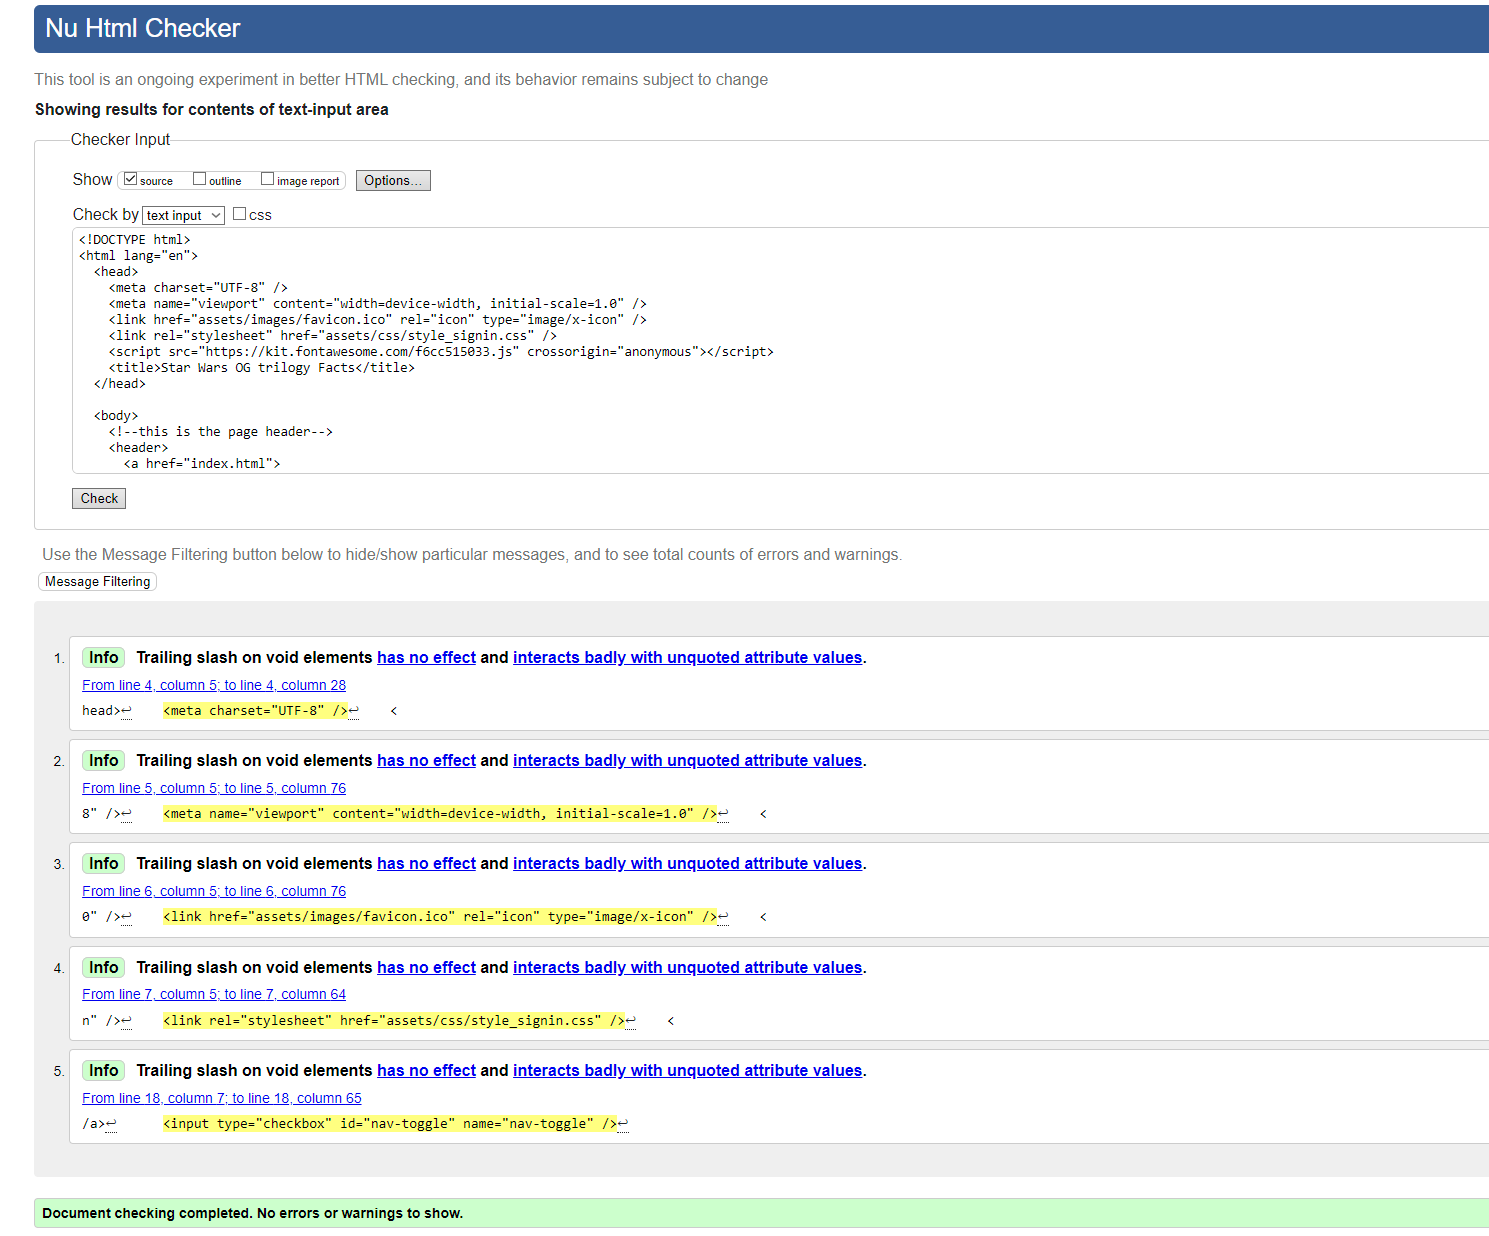 Nu Html Checker
This tool is an ongoing experiment in better HTML checking, and its behavior remains subject to change
Showing results for contents of text-input area
Checker Input
Show source outline image report Options...
Check by text input css
<!DOCTYPE html>
<html lang="en">
  <head>
    <meta charset="UTF-8" />
    <meta name="viewport" content="width=device-width, initial-scale=1.0" />
    <link href="assets/images/favicon.ico" rel="icon" type="image/x-icon" />
    <link rel="stylesheet" href="assets/css/style_signin.css" />
    <script src="https://kit.fontawesome.com/f6cc515033.js" crossorigin="anonymous"></script>
    <title>Star Wars OG trilogy Facts</title>
  </head>
  <body>
    <!--this is the page header-->
    <header>
      <a href="index.html">
Check
Use the Message Filtering button below to hide/show particular messages, and to see total counts of errors and warnings.
Message Filtering
1. Info Trailing slash on void elements has no effect and interacts badly with unquoted attribute values.
From line 4, column 5; to line 4, column 28
head>↩    <meta charset="UTF-8" />↩    <
2. Info Trailing slash on void elements has no effect and interacts badly with unquoted attribute values.
From line 5, column 5; to line 5, column 76
8" />↩    <meta name="viewport" content="width=device-width, initial-scale=1.0" />↩    <
3. Info Trailing slash on void elements has no effect and interacts badly with unquoted attribute values.
From line 6, column 5; to line 6, column 76
0" />↩    <link href="assets/images/favicon.ico" rel="icon" type="image/x-icon" />↩    <
4. Info Trailing slash on void elements has no effect and interacts badly with unquoted attribute values.
From line 7, column 5; to line 7, column 64
n" />↩    <link rel="stylesheet" href="assets/css/style_signin.css" />↩    <
5. Info Trailing slash on void elements has no effect and interacts badly with unquoted attribute values.
From line 18, column 7; to line 18, column 65
/a>↩      <input type="checkbox" id="nav-toggle" name="nav-toggle" />↩
Document checking completed. No errors or warnings to show.